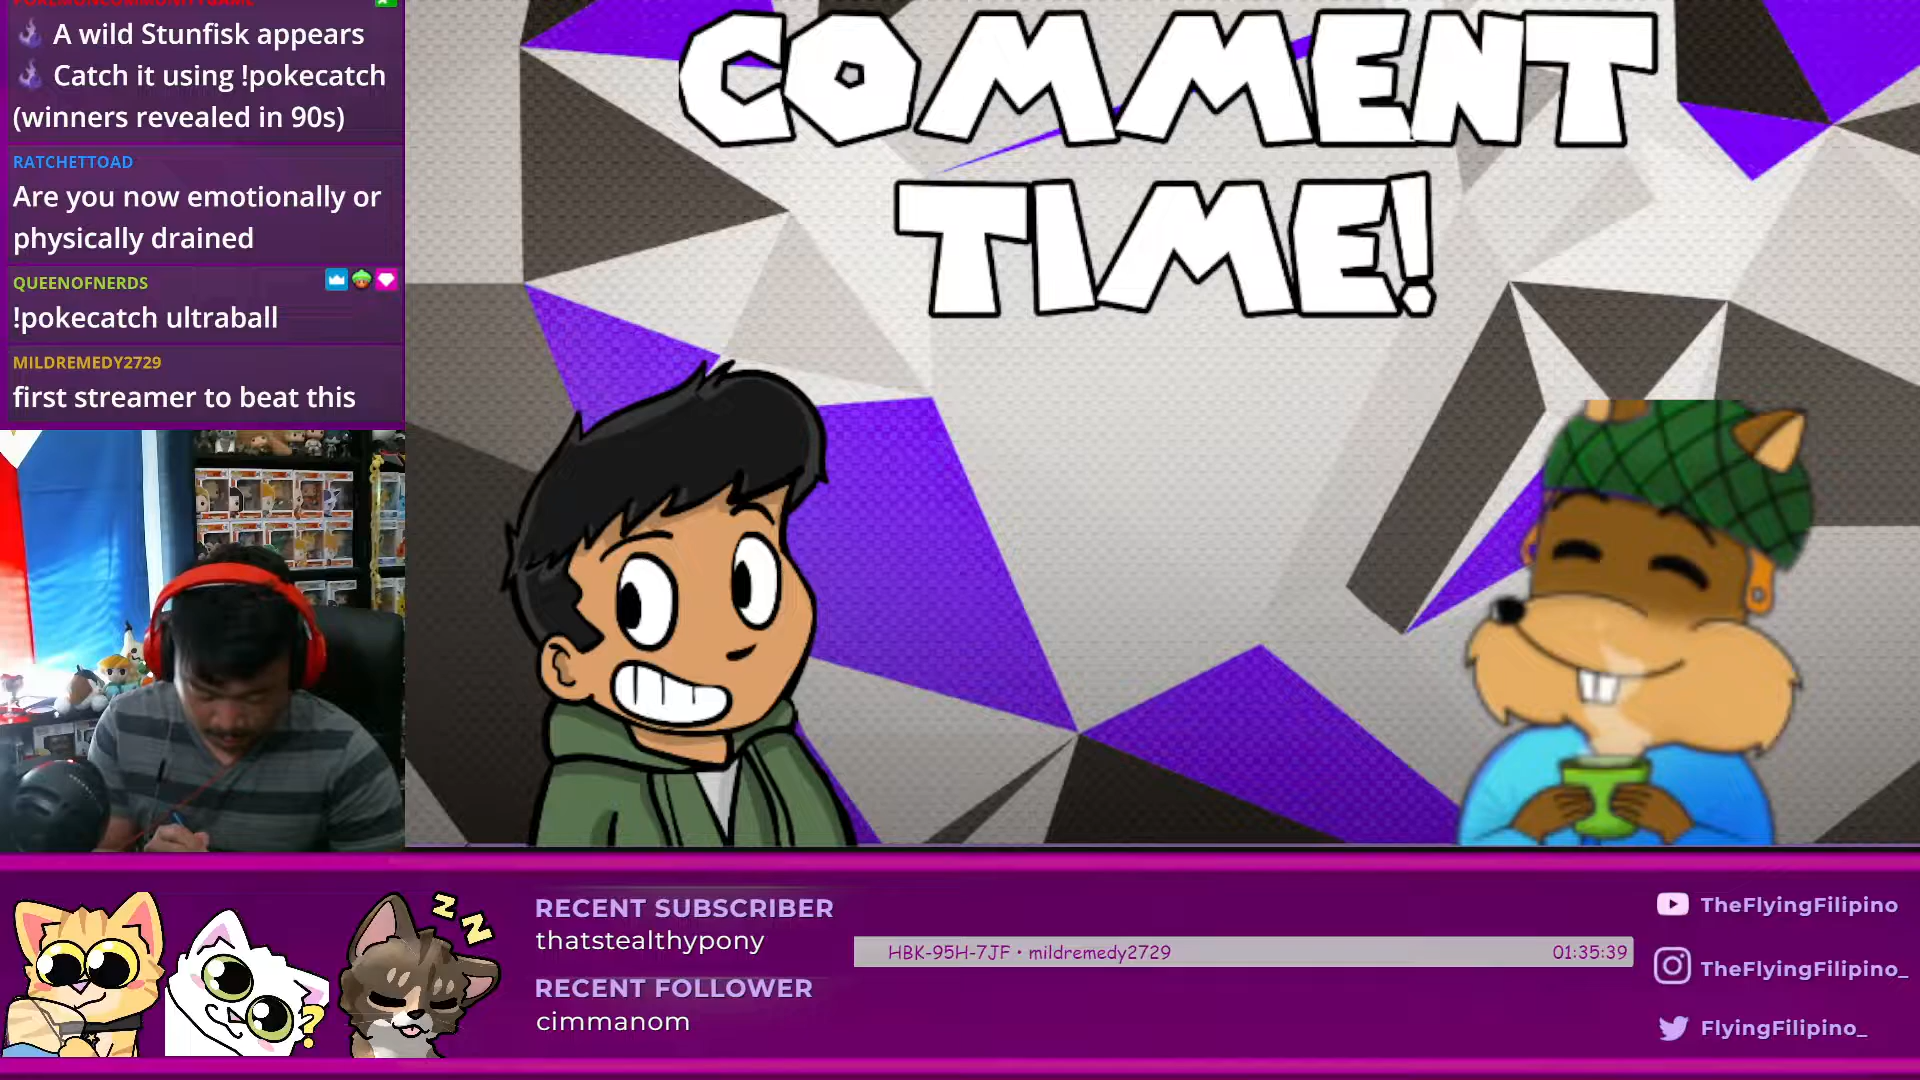 POKEMONCOMMUNITYGAME
A wild Stunfisk appears
Catch it using !pokecatch
(winners revealed in 90s)
RATCHETTOAD
Are you now emotionally or
physically drained
QUEENOFNERDS
!pokecatch ultraball
MILDREMEDY2729
first streamer to beat this
COMMENT
TIME!
Z
Z
?
RECENT SUBSCRIBER
thatstealthypony
RECENT FOLLOWER
cimmanom
HBK-95H-7JF • mildremedy2729
01:35:39
TheFlyingFilipino
TheFlyingFilipino_
FlyingFilipino_